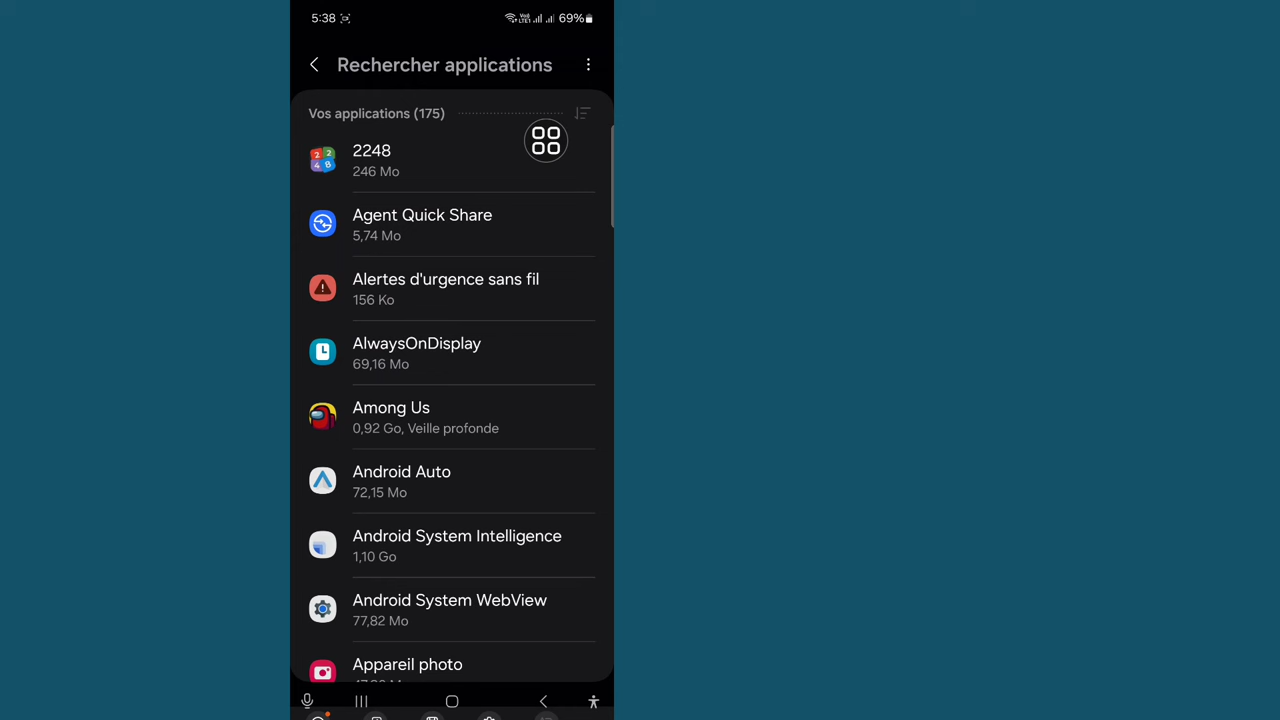 5:38
69%
Rechercher applications
Vos applications (175)
2248
246 Mo
Agent Quick Share
5,74 Mo
Alertes d'urgence sans fil
156 Ko
AlwaysOnDisplay
69,16 Mo
Among Us
0,92 Go, Veille profonde
Android Auto
72,15 Mo
Android System Intelligence
1,10 Go
Android System WebView
77,82 Mo
Appareil photo